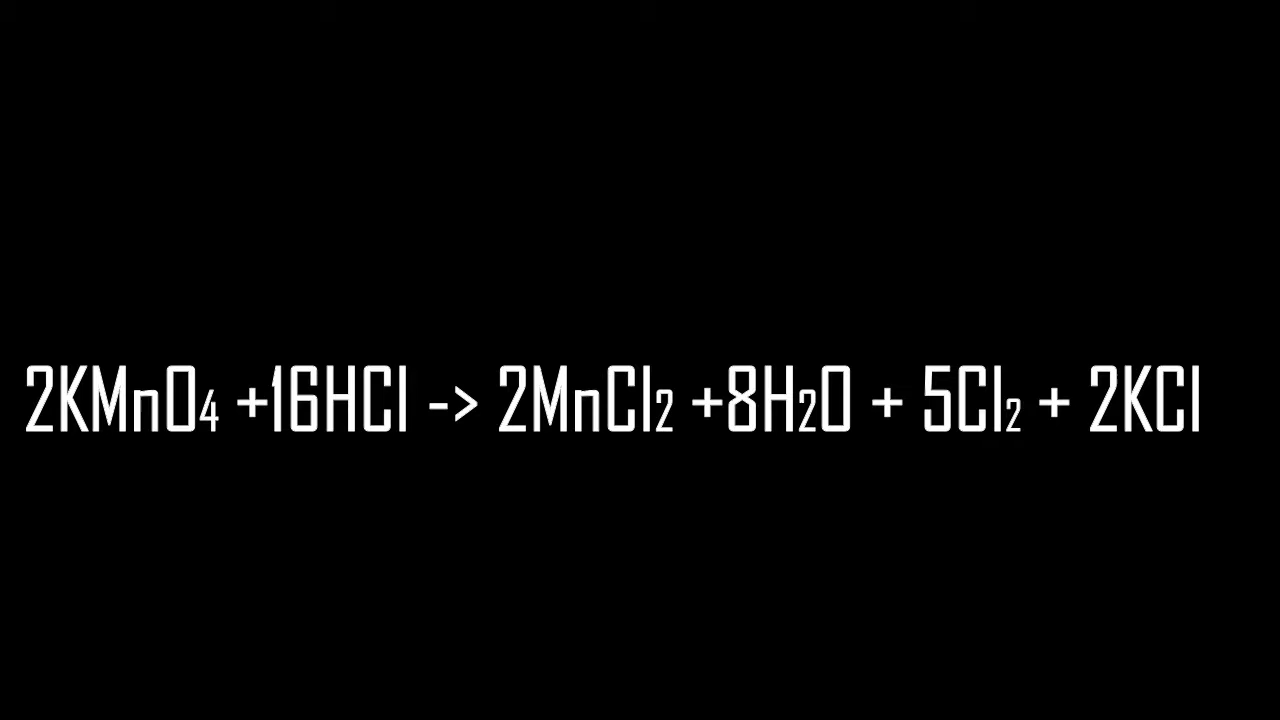 2KMnO₄ +16HCl -> 2MnCl₂ +8H₂O + 5Cl₂ + 2KCl